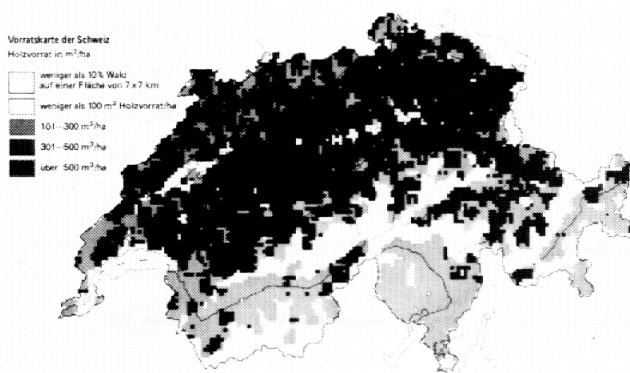 Vorratskarte der Schweiz
Holzvorrat in m³/ha
weniger als 10% Wald
auf einer Fläche von 7 x 7 km
weniger als 100 m³ Holzvorrat/ha
101–300 m³/ha
301–500 m³/ha
über 500 m³/ha